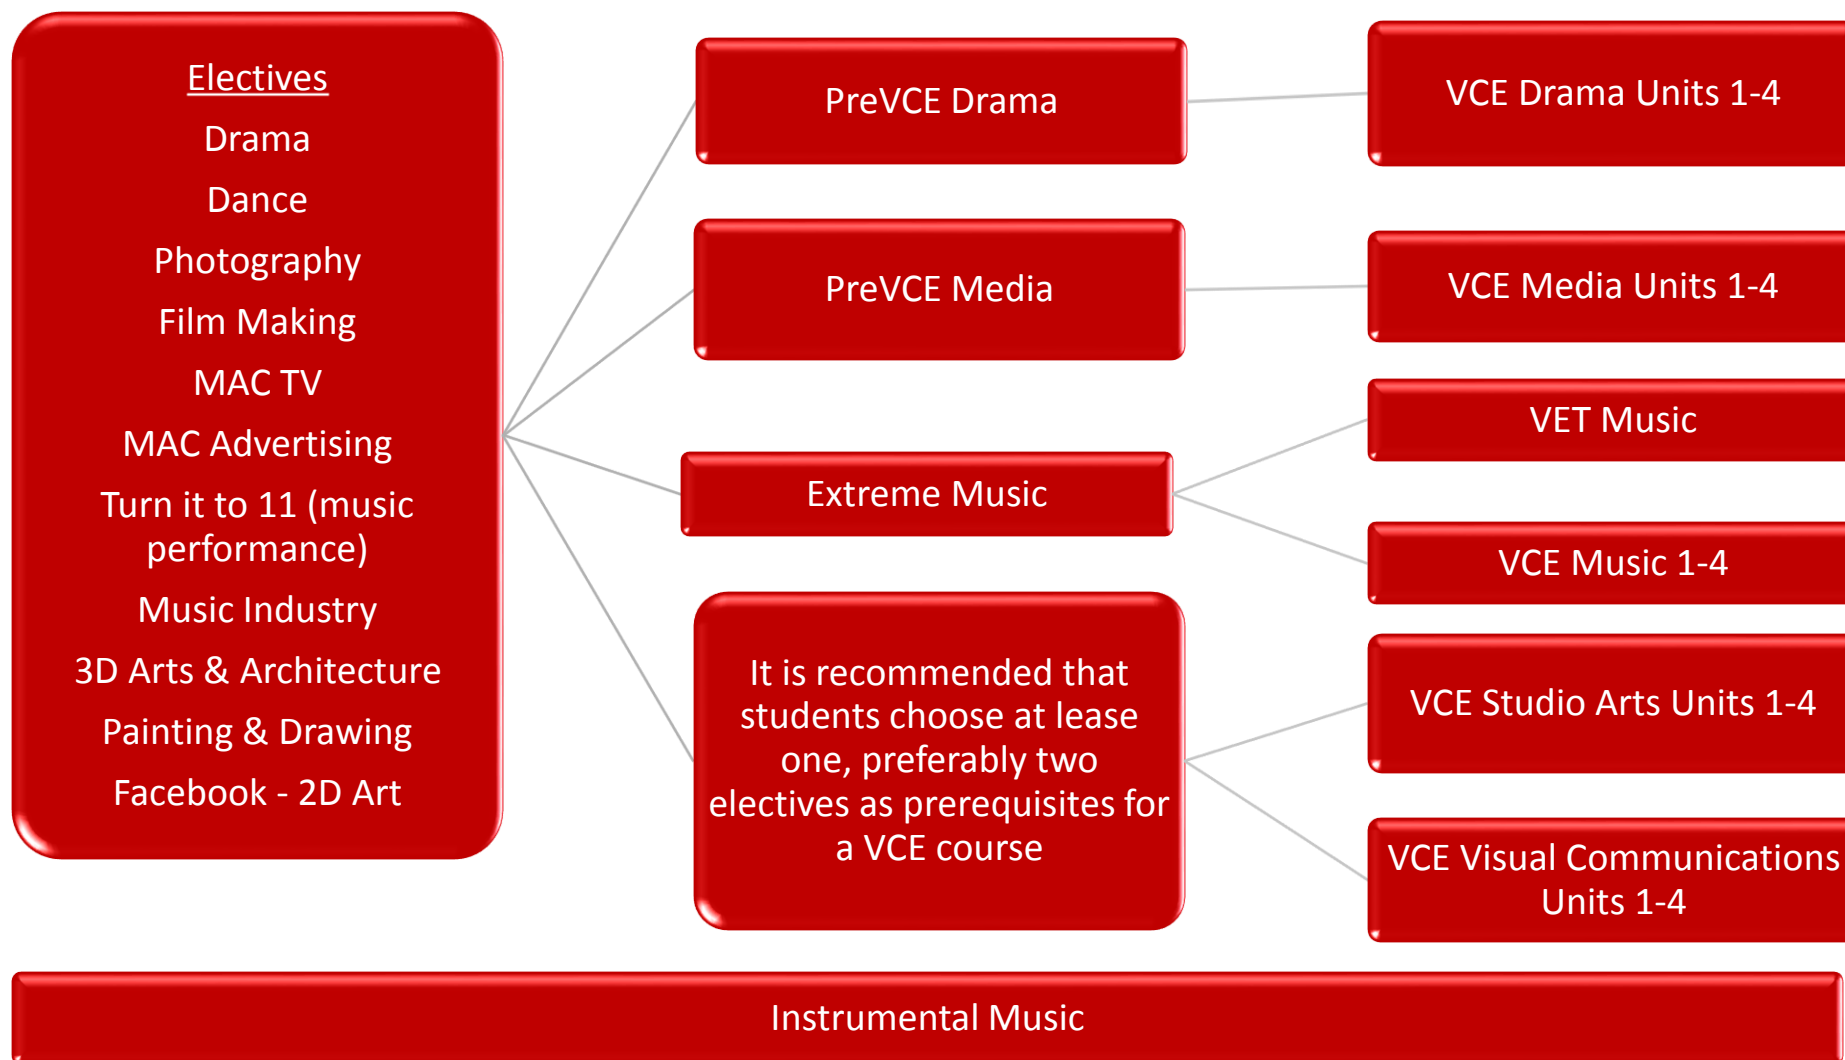 Electives
Drama
Dance
Photography
Film Making
MAC TV
MAC Advertising
Turn it to 11 (music
performance)
Music Industry
3D Arts & Architecture
Painting & Drawing
Facebook - 2D Art
PreVCE Drama
PreVCE Media
Extreme Music
It is recommended that
students choose at lease
one, preferably two
electives as prerequisites for
a VCE course
VCE Drama Units 1-4
VCE Media Units 1-4
VET Music
VCE Music 1-4
VCE Studio Arts Units 1-4
VCE Visual Communications
Units 1-4
Instrumental Music